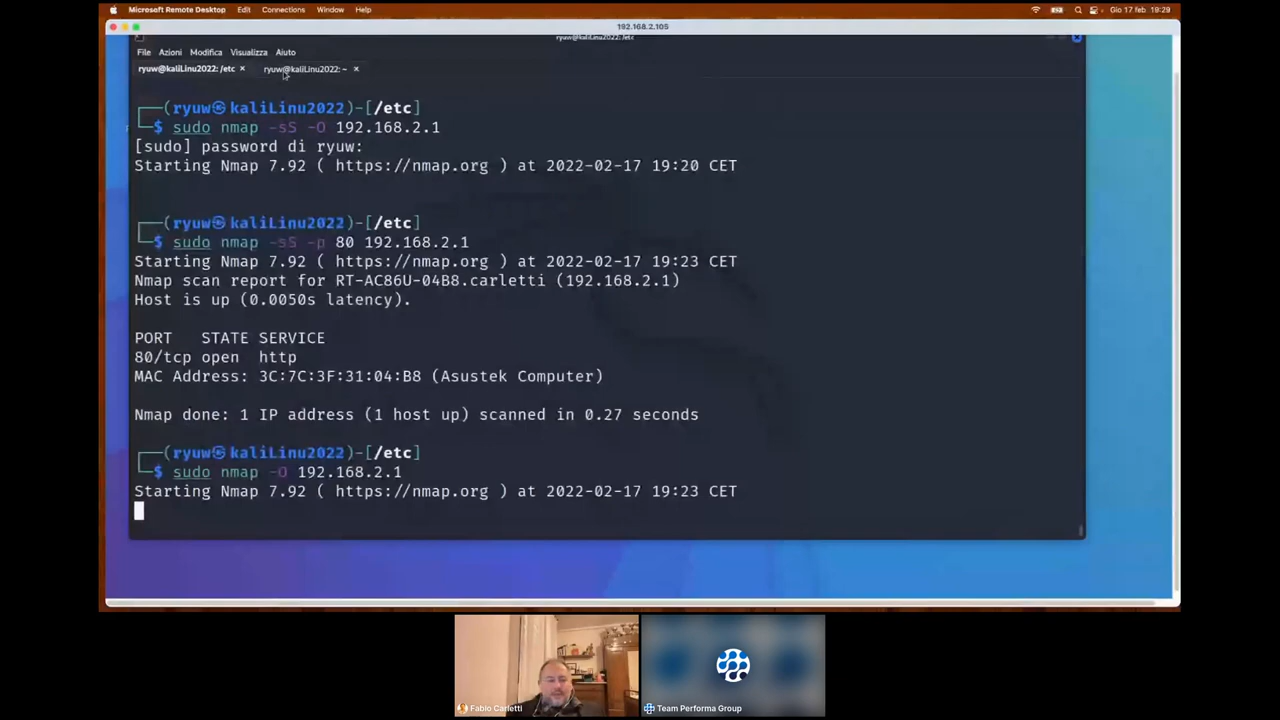 Microsoft Remote Desktop Edit Connections Window Help Gio 17 feb 19:29
192.168.2.105
ryuw@kaliLinu2022: /etc
File Azioni Modifica Visualizza Aiuto
ryuw@kaliLinu2022: /etc × ryuw@kaliLinu2022: ~ ×
┌──(ryuw㉿kaliLinu2022)-[/etc]
└─$ sudo nmap -sS -O 192.168.2.1
[sudo] password di ryuw:
Starting Nmap 7.92 ( https://nmap.org ) at 2022-02-17 19:20 CET
┌──(ryuw㉿kaliLinu2022)-[/etc]
└─$ sudo nmap -sS -p 80 192.168.2.1
Starting Nmap 7.92 ( https://nmap.org ) at 2022-02-17 19:23 CET
Nmap scan report for RT-AC86U-04B8.carletti (192.168.2.1)
Host is up (0.0050s latency).
PORT STATE SERVICE
80/tcp open http
MAC Address: 3C:7C:3F:31:04:B8 (Asustek Computer)
Nmap done: 1 IP address (1 host up) scanned in 0.27 seconds
┌──(ryuw㉿kaliLinu2022)-[/etc]
└─$ sudo nmap -O 192.168.2.1
Starting Nmap 7.92 ( https://nmap.org ) at 2022-02-17 19:23 CET
Fabio Carletti
Team Performa Group